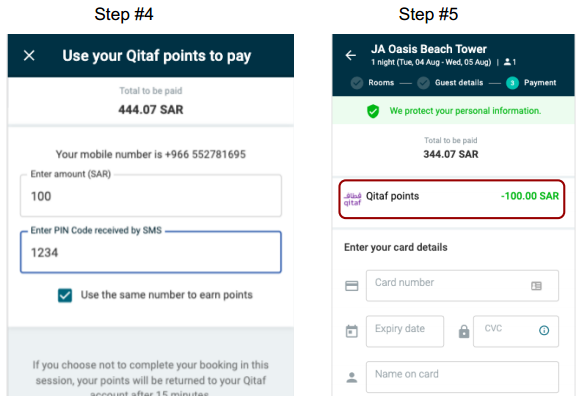 Step #4
Use your Qitaf points to pay
Total to be paid
444.07 SAR
Your mobile number is +966 552781695
Enter amount (SAR)
100
Enter PIN Code received by SMS
1234
Use the same number to earn points
If you choose not to complete your booking in this
session, your points will be returned to your Qitaf
account after 15 minutes.
Step #5
JA Oasis Beach Tower
1 night (Tue, 04 Aug - Wed, 05 Aug) | 1
Rooms — Guest details — 3 Payment
We protect your personal information.
Total to be paid
344.07 SAR
قطاف
qitaf
Qitaf points -100.00 SAR
Enter your card details
Card number
Expiry date CVC
Name on card